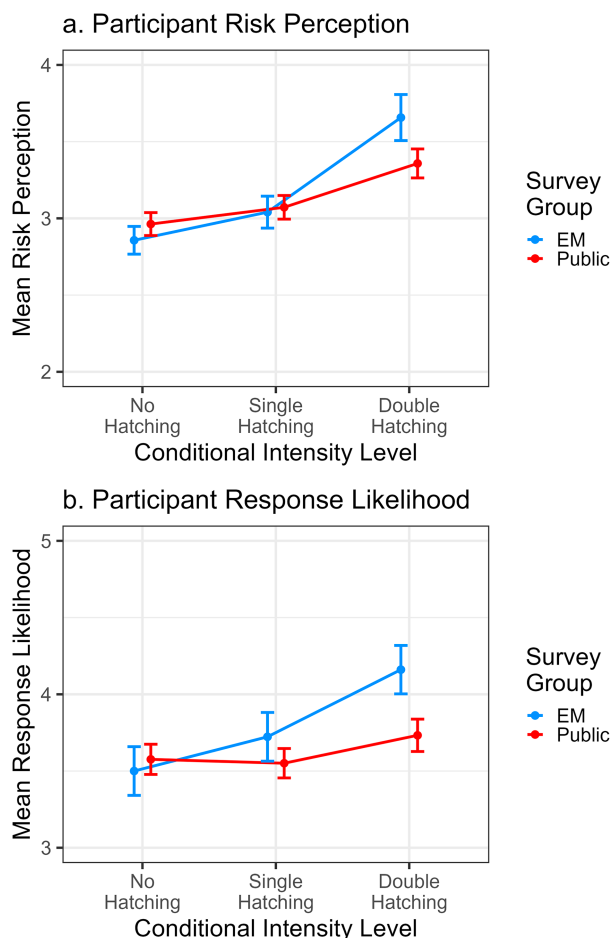 a. Participant Risk Perception
Mean Risk Perception
4
3
2
No
Hatching
Single
Hatching
Double
Hatching
Conditional Intensity Level
Survey
Group
EM
Public
b. Participant Response Likelihood
Mean Response Likelihood
5
4
3
No
Hatching
Single
Hatching
Double
Hatching
Conditional Intensity Level
Survey
Group
EM
Public